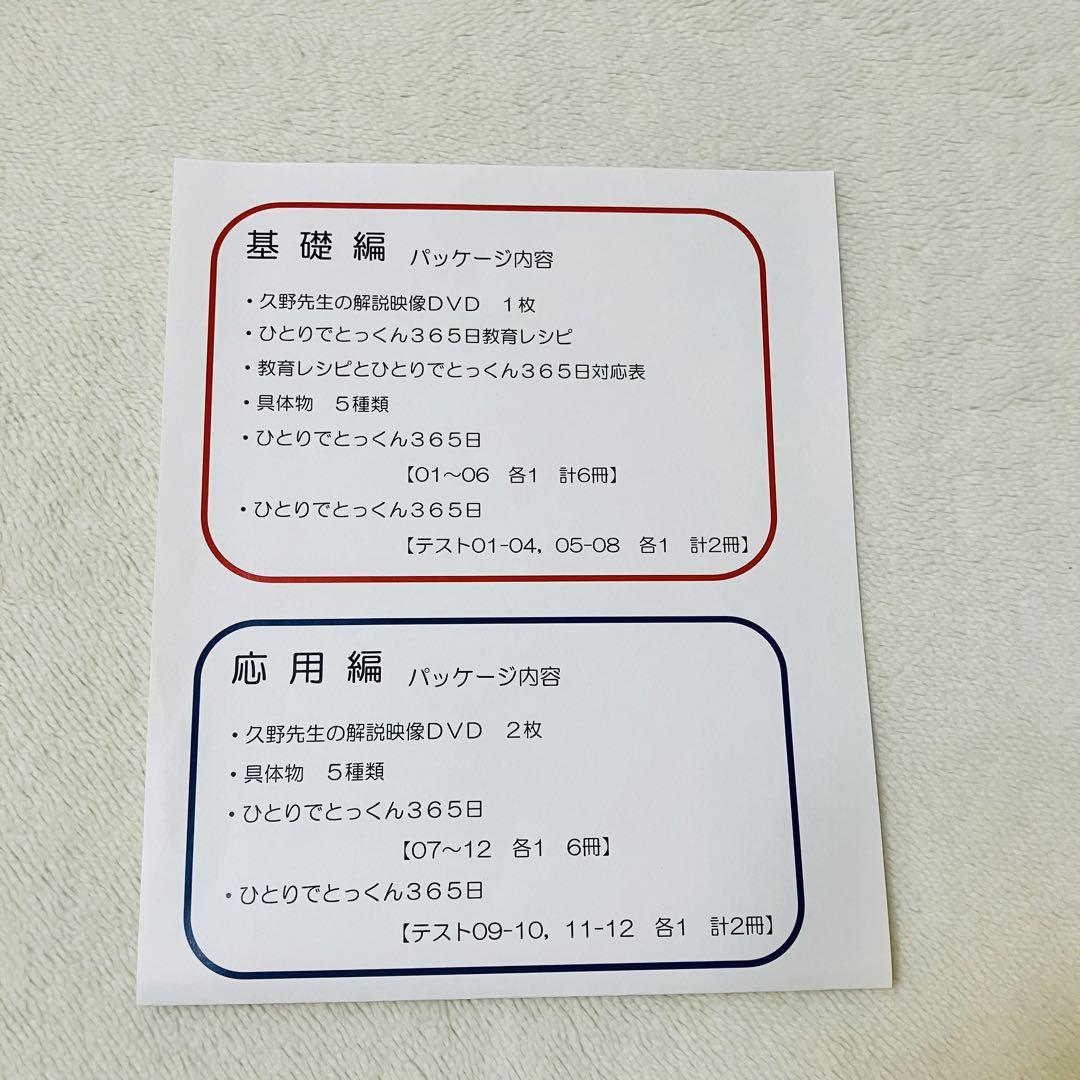 基礎編 パッケージ内容
・久野先生の解説映像DVD　1枚
・ひとりでとっくん365日教育レシピ
・教育レシピとひとりでとっくん365日対応表
・具体物　5種類
・ひとりでとっくん365日
【01〜06　各1　計6冊】
・ひとりでとっくん365日
【テスト01-04，05-08　各1　計2冊】
応用編 パッケージ内容
・久野先生の解説映像DVD　2枚
・具体物　5種類
・ひとりでとっくん365日
【07〜12　各1　6冊】
・ひとりでとっくん365日
【テスト09-10，11-12　各1　計2冊】